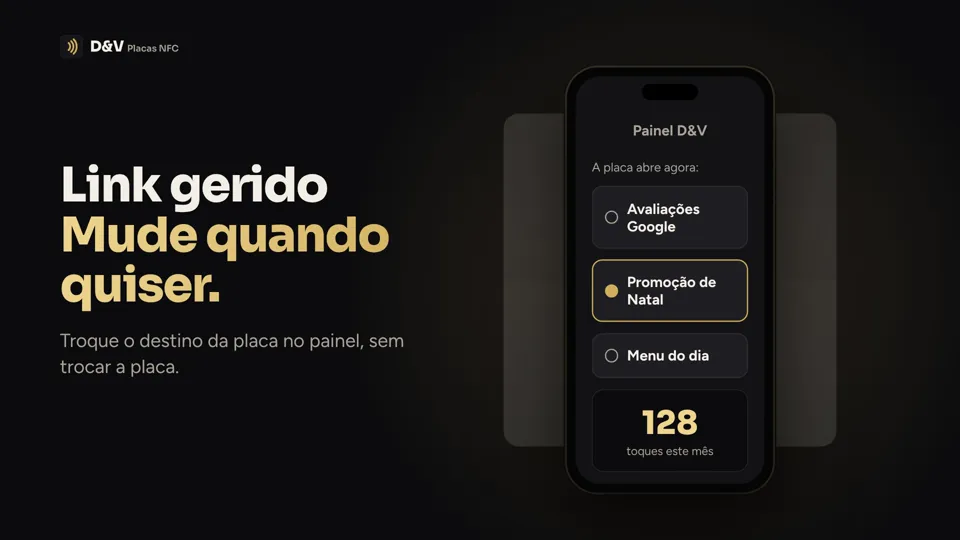 D&V Placas NFC
Link gerido
Mude quando
quiser.
Troque o destino da placa no painel, sem
trocar a placa.
Painel D&V
A placa abre agora:
Avaliações
Google
Promoção de
Natal
Menu do dia
128
toques este mês